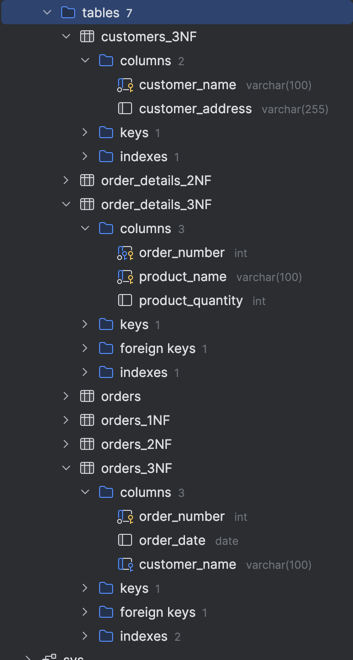 tables 7
customers_3NF
columns 2
customer_name varchar(100)
customer_address varchar(255)
keys 1
indexes 1
order_details_2NF
order_details_3NF
columns 3
order_number int
product_name varchar(100)
product_quantity int
keys 1
foreign keys 1
indexes 1
orders
orders_1NF
orders_2NF
orders_3NF
columns 3
order_number int
order_date date
customer_name varchar(100)
keys 1
foreign keys 1
indexes 2
sys